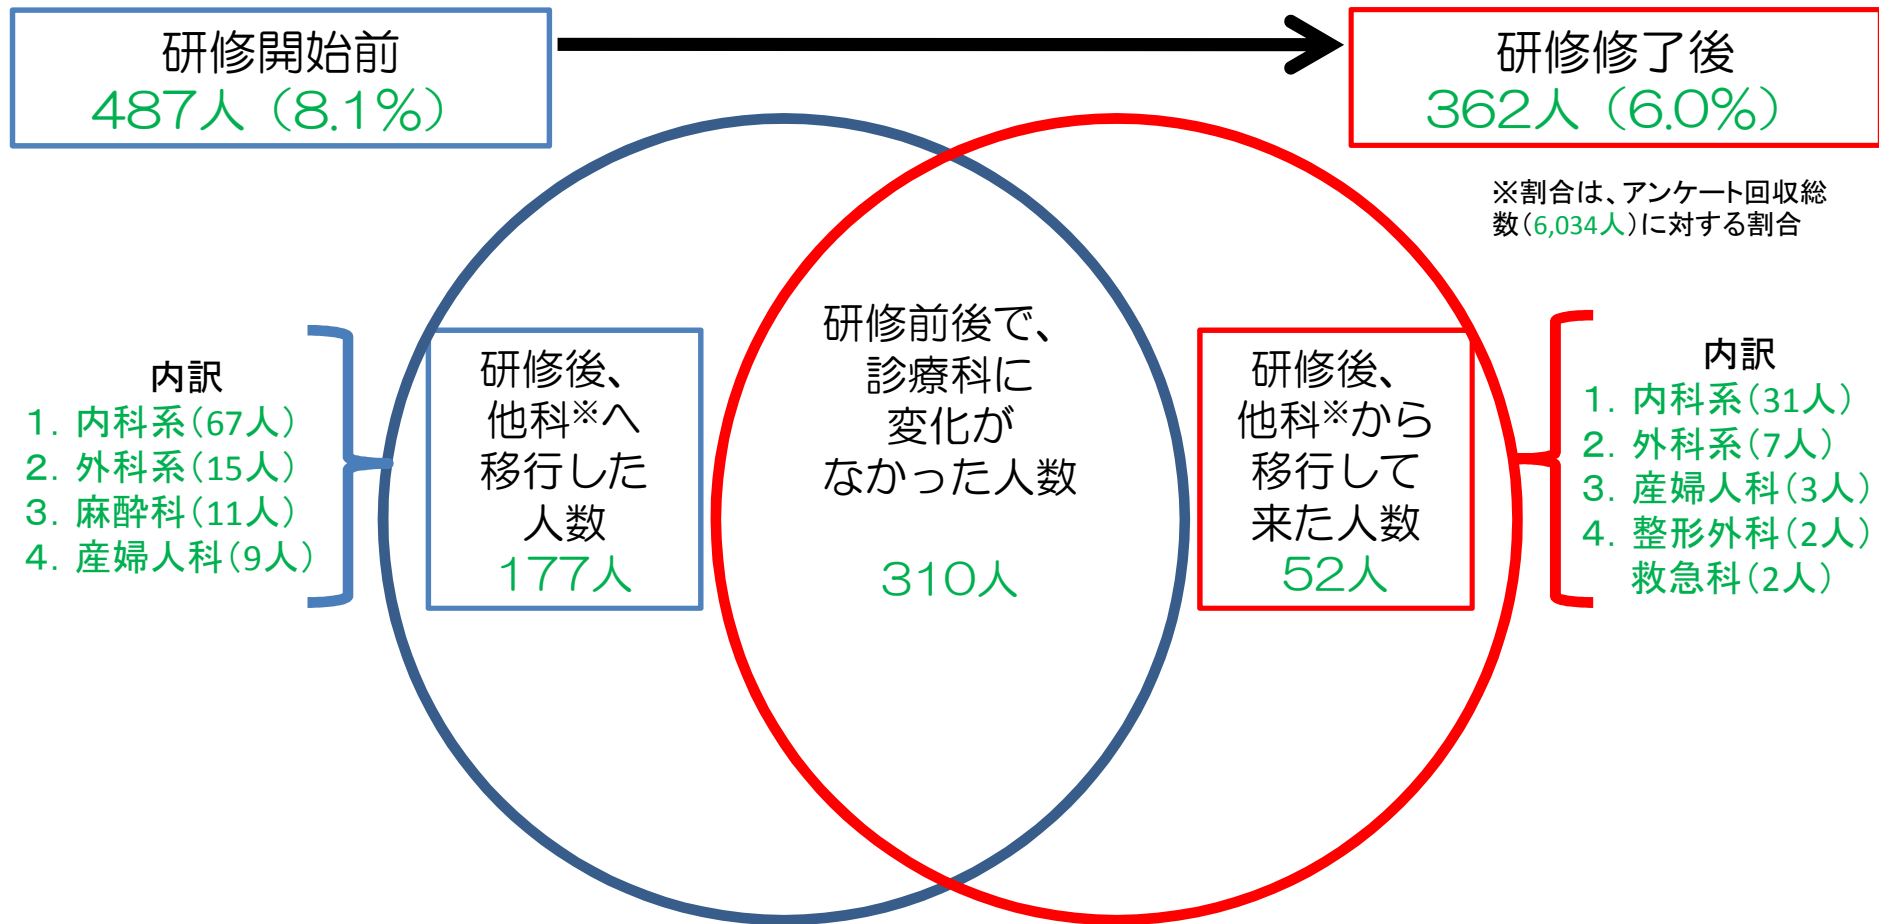 研修開始前
487人（8.1％）
研修修了後
362人（6.0％）
※割合は、アンケート回収総
数（6,034人）に対する割合
内訳
1．内科系（67人）
2．外科系（15人）
3．麻酔科（11人）
4．産婦人科（9人）
研修後、
他科※へ
移行した
人数
177人
研修前後で、
診療科に
変化が
なかった人数
310人
研修後、
他科※から
移行して
来た人数
52人
内訳
1．内科系（31人）
2．外科系（7人）
3．産婦人科（3人）
4．整形外科（2人）
救急科（2人）